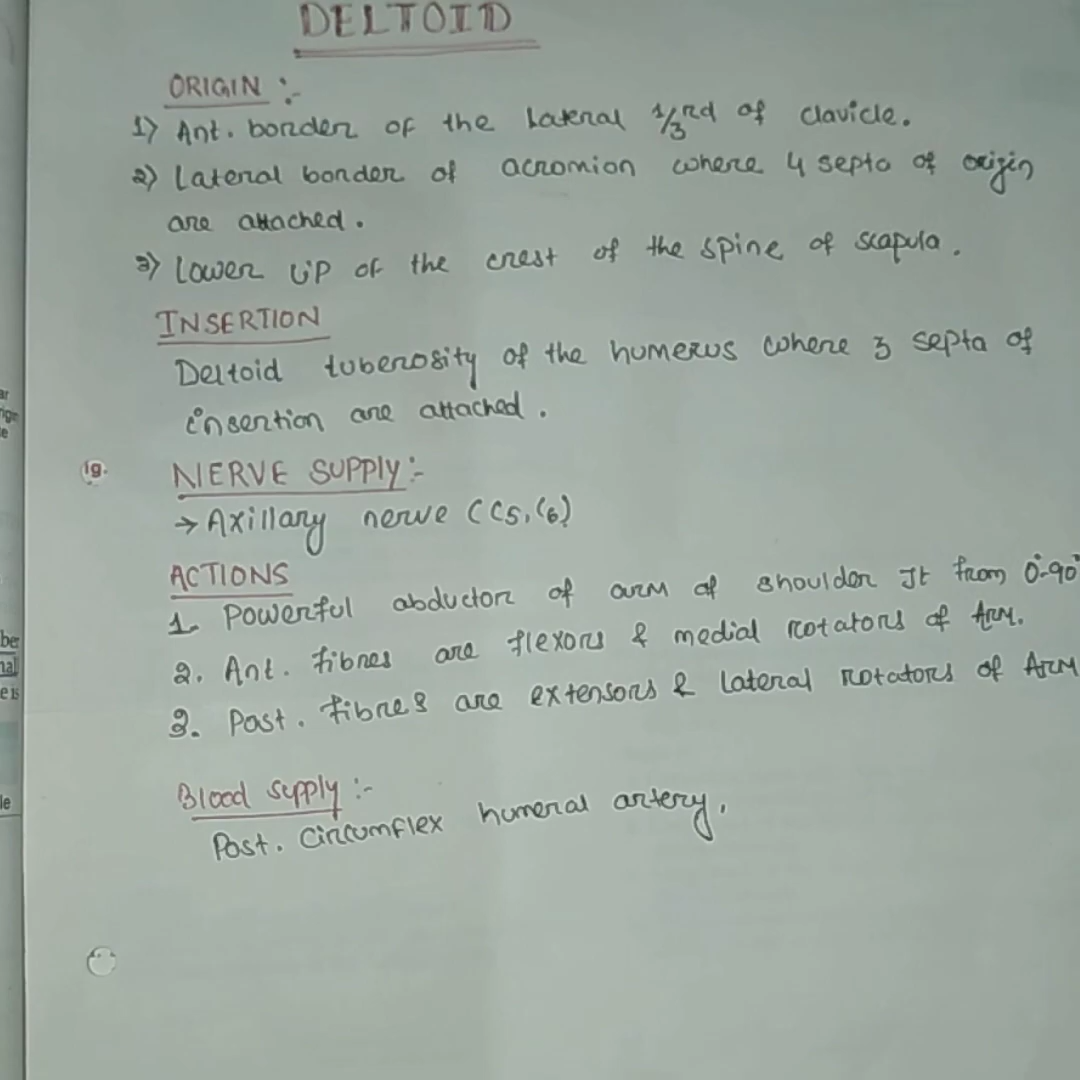 DELTOID
ORIGIN :-
1) Ant. border of the lateral 1/3rd of clavicle.
2) Lateral border of acromion where 4 septa of origin
are attached.
3) Lower lip of the crest of the spine of scapula.
INSERTION
Deltoid tuberosity of the humerus where 3 septa of
insertion are attached.
NERVE SUPPLY :-
→ Axillary nerve (C5, C6)
ACTIONS
1. Powerful abductor of arm of shoulder Jt from 0°-90°
2. Ant. fibres are flexors & medial rotators of Arm.
3. Post. fibres are extensors & lateral rotators of Arm
Blood supply :-
Post. circumflex humeral artery.